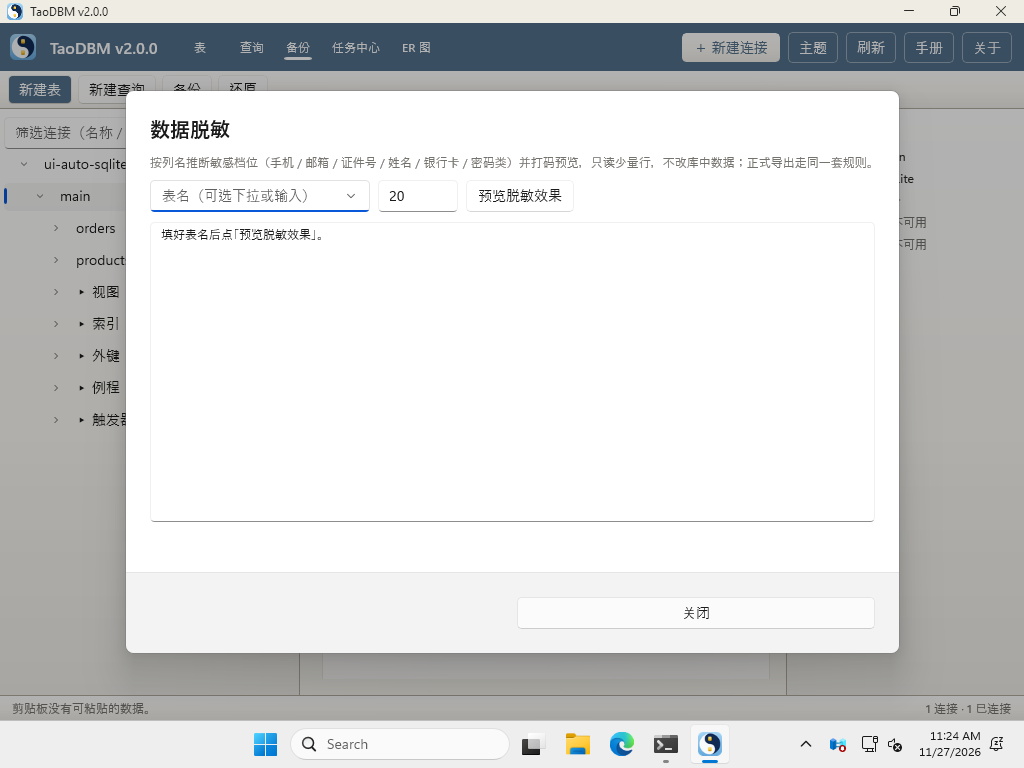 TaoDBM v2.0.0
TaoDBM v2.0.0
表
查询
备份
任务中心
ER 图
+ 新建连接
主题
刷新
手册
关于
新建表
新建查询
备份
还原
筛选连接（名称 /
ui-auto-sqlite
main
orders
product
▸ 视图
▸ 索引
▸ 外键
▸ 例程
▸ 触发器
数据脱敏
按列名推断敏感档位（手机 / 邮箱 / 证件号 / 姓名 / 银行卡 / 密码类）并打码预览，只读少量行，不改库中数据；正式导出走同一套规则。
表名（可选下拉或输入）
20
预览脱敏效果
填好表名后点「预览脱敏效果」。
关闭
不可用
不可用
剪贴板没有可粘贴的数据。
1 连接 · 1 已连接
Search
11:24 AM
11/27/2026